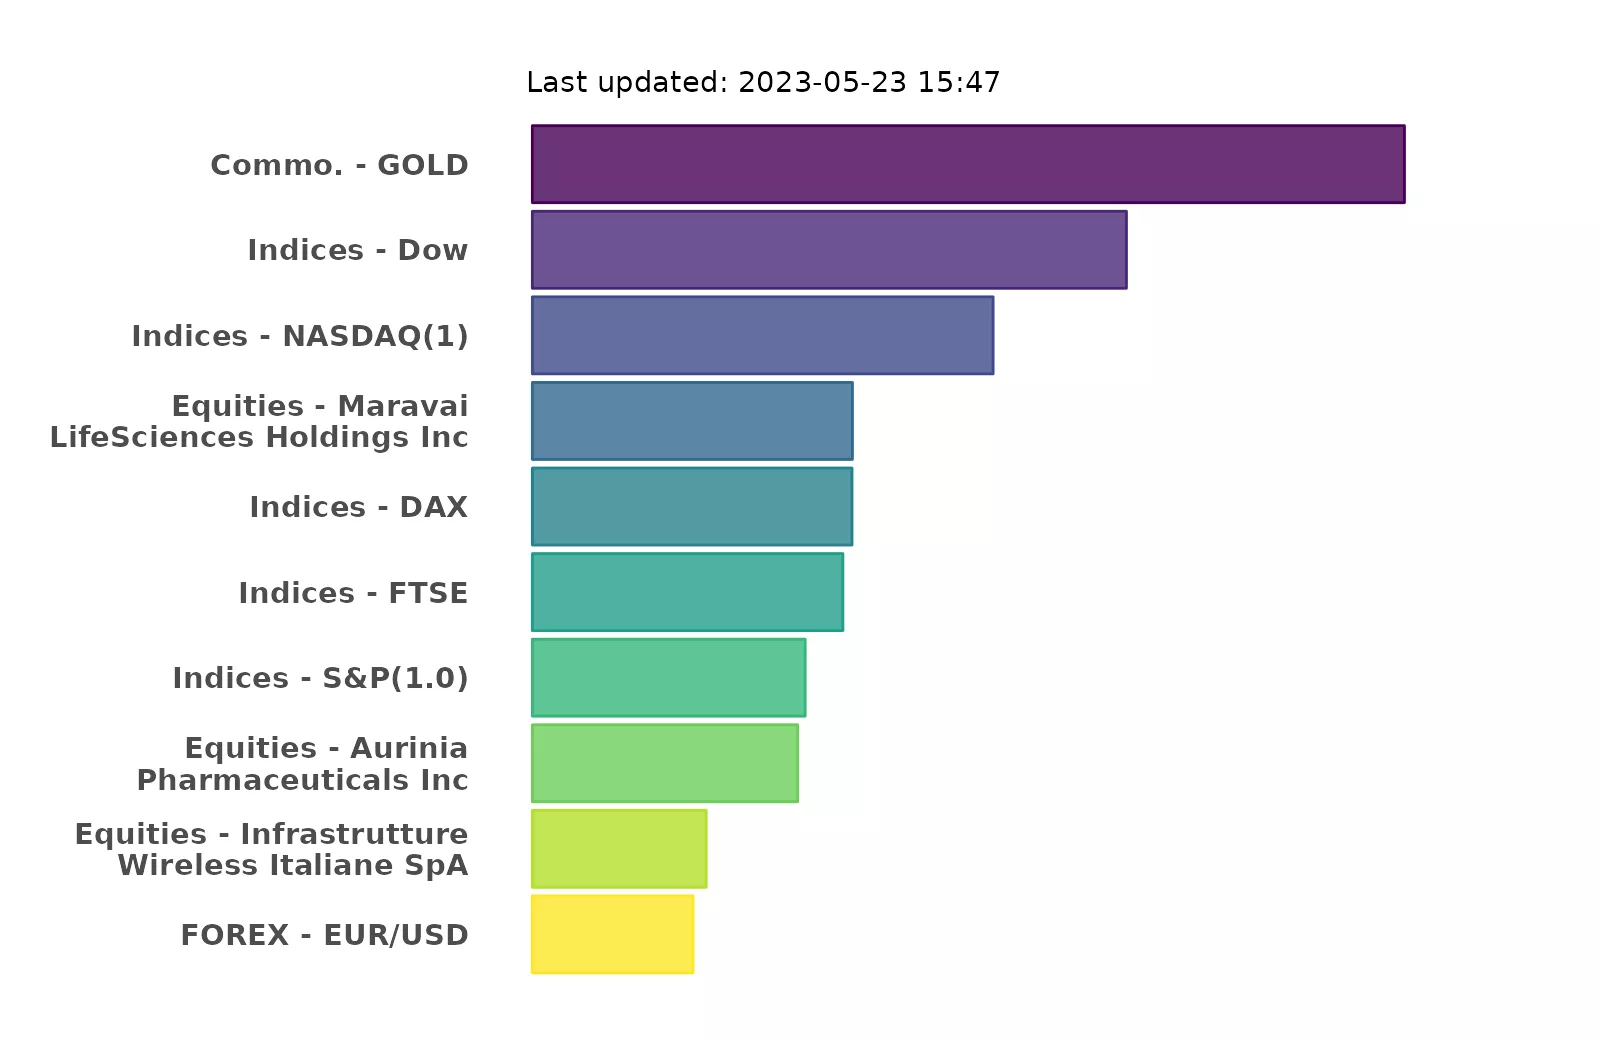 Last updated: 2023-05-23 15:47
Commo. - GOLD
Indices - Dow
Indices - NASDAQ(1)
Equities - Maravai
LifeSciences Holdings Inc
Indices - DAX
Indices - FTSE
Indices - S&P(1.0)
Equities - Aurinia
Pharmaceuticals Inc
Equities - Infrastrutture
Wireless Italiane SpA
FOREX - EUR/USD